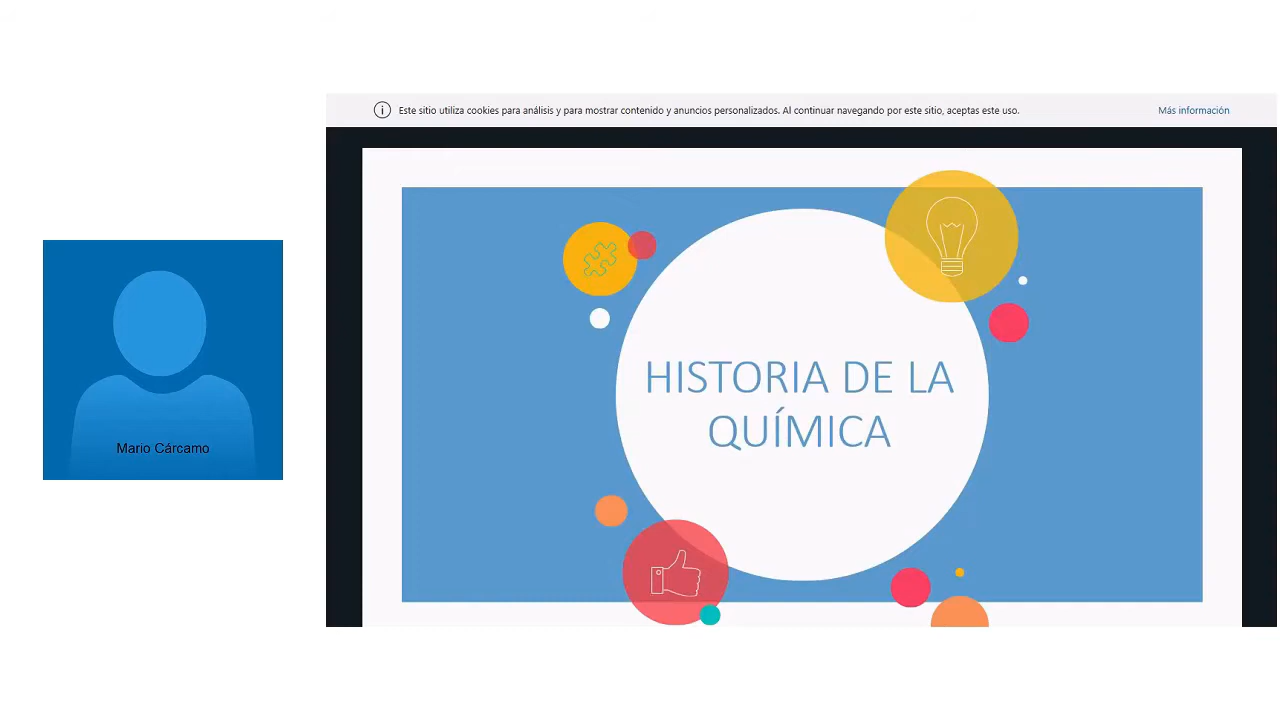 Este sitio utiliza cookies para análisis y para mostrar contenido y anuncios personalizados. Al continuar navegando por este sitio, aceptas este uso.
Más información
HISTORIA DE LA
QUÍMICA
Mario Cárcamo